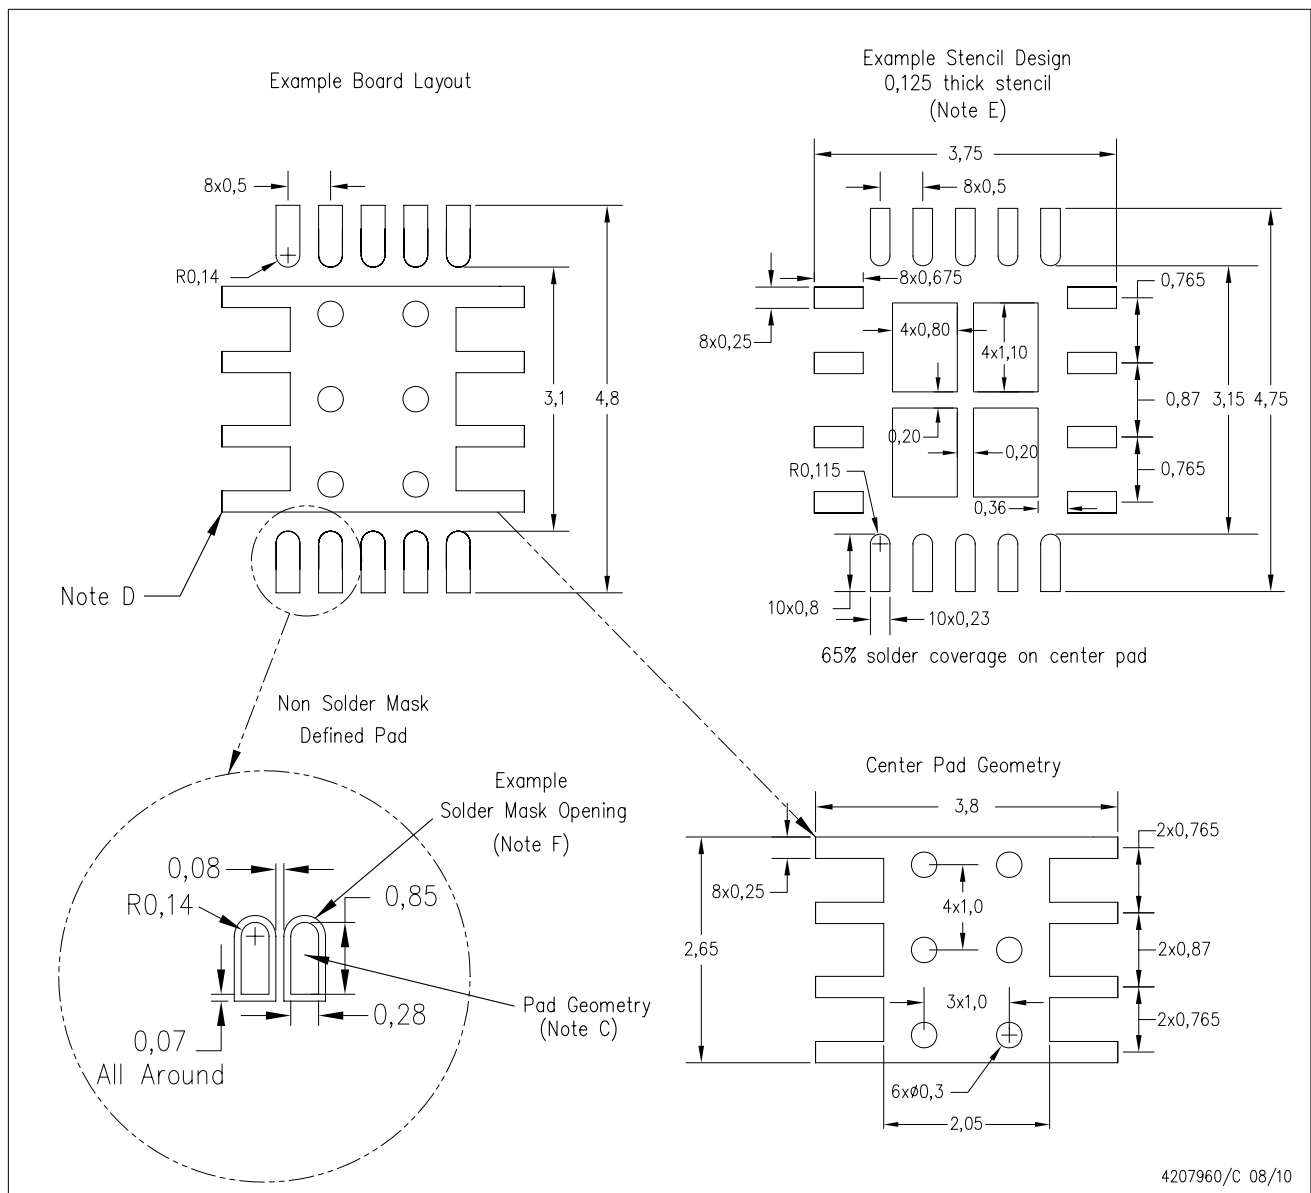 Example Board Layout
8x0,5
R0,14
3,1
4,8
Note D
Example Stencil Design
0,125 thick stencil
(Note E)
3,75
8x0,5
8x0,675
0,765
8x0,25
4x0,80
4x1,10
0,87
3,15
4,75
0,20
0,20
R0,115
0,765
0,36
10x0,8
10x0,23
65% solder coverage on center pad
Non Solder Mask
Defined Pad
Example
Solder Mask Opening
(Note F)
0,08
R0,14
0,85
0,28
0,07
All Around
Pad Geometry
(Note C)
Center Pad Geometry
3,8
2x0,765
8x0,25
4x1,0
2,65
2x0,87
3x1,0
2x0,765
6xø0,3
2,05
4207960/C 08/10